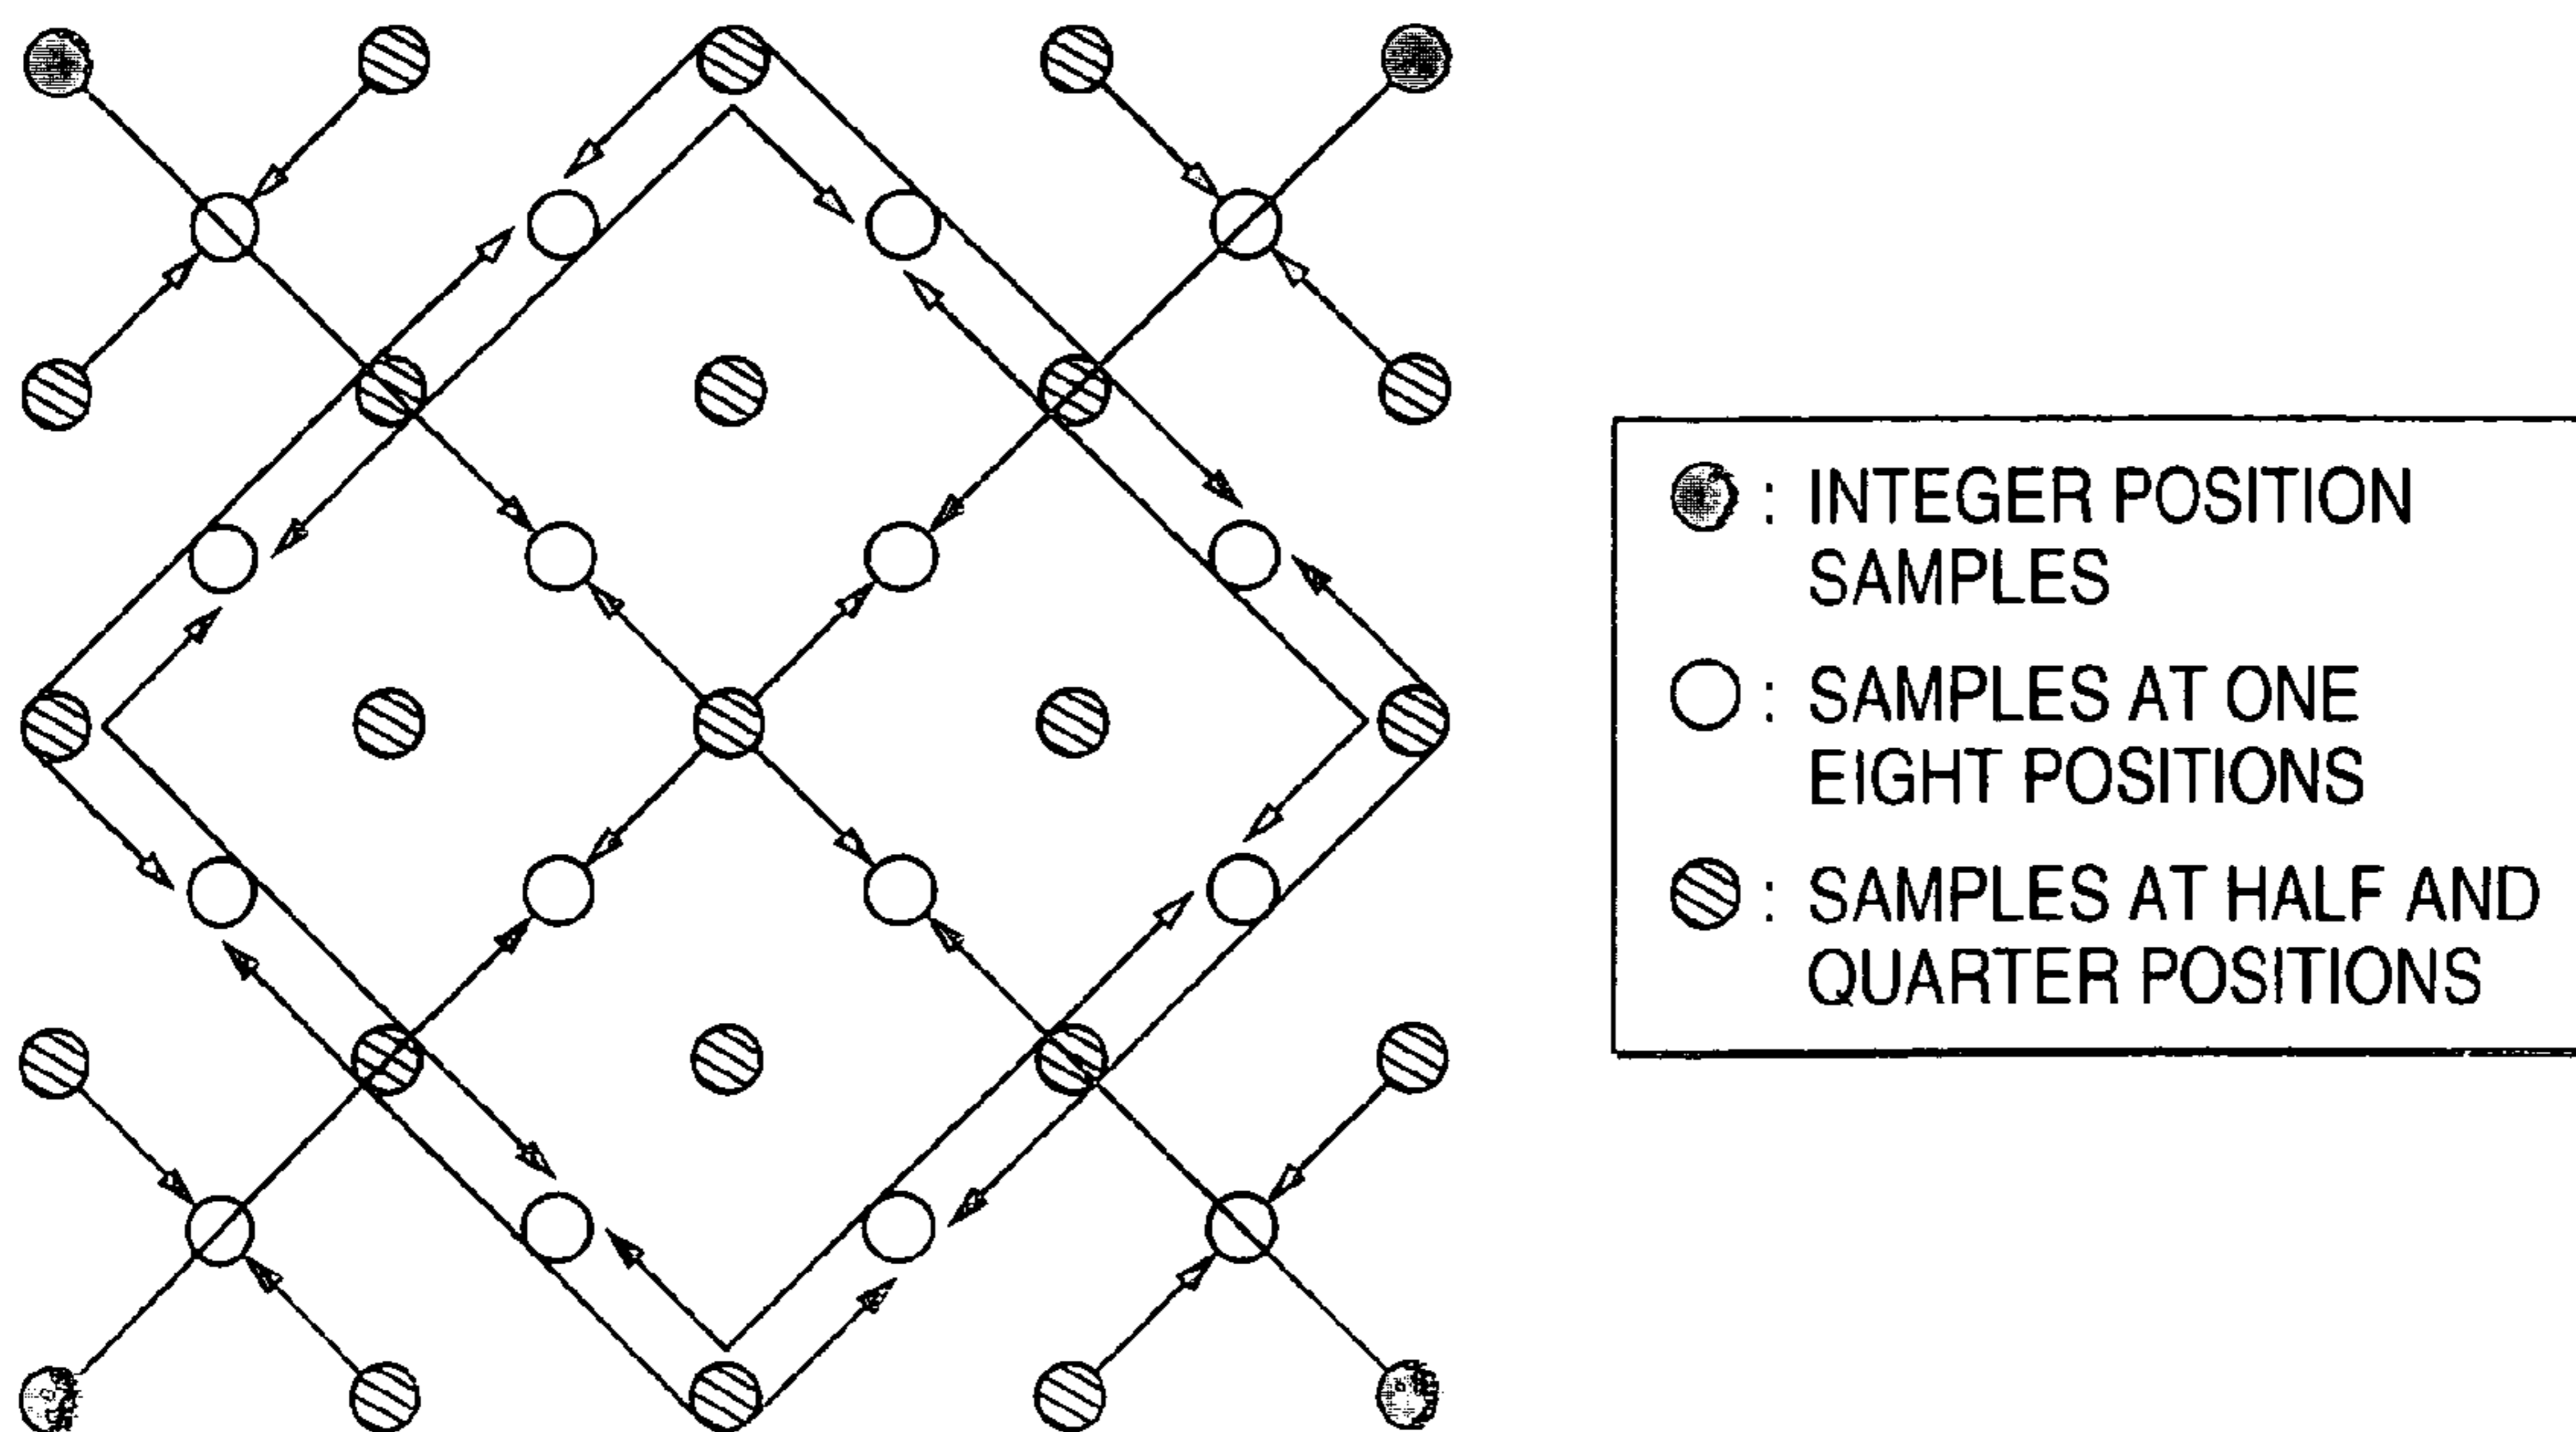 : INTEGER POSITION
SAMPLES
: SAMPLES AT ONE
EIGHT POSITIONS
: SAMPLES AT HALF AND
QUARTER POSITIONS